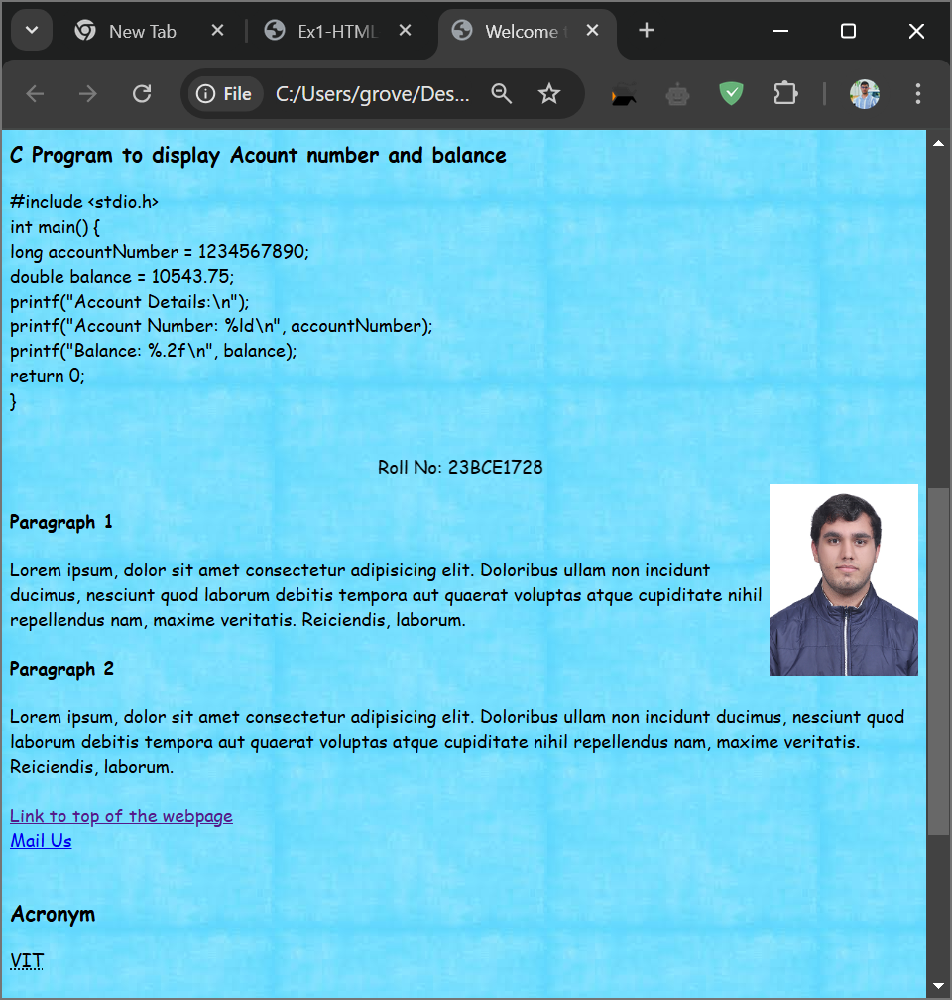 New Tab
Ex1-HTML
Welcome
File
C:/Users/grove/Des...
C Program to display Acount number and balance
#include <stdio.h>
int main() {
long accountNumber = 1234567890;
double balance = 10543.75;
printf("Account Details:\n");
printf("Account Number: %ld\n", accountNumber);
printf("Balance: %.2f\n", balance);
return 0;
}
Roll No: 23BCE1728
Paragraph 1
Lorem ipsum, dolor sit amet consectetur adipisicing elit. Doloribus ullam non incidunt
ducimus, nesciunt quod laborum debitis tempora aut quaerat voluptas atque cupiditate nihil
repellendus nam, maxime veritatis. Reiciendis, laborum.
Paragraph 2
Lorem ipsum, dolor sit amet consectetur adipisicing elit. Doloribus ullam non incidunt ducimus, nesciunt quod
laborum debitis tempora aut quaerat voluptas atque cupiditate nihil repellendus nam, maxime veritatis.
Reiciendis, laborum.
Link to top of the webpage
Mail Us
Acronym
VIT